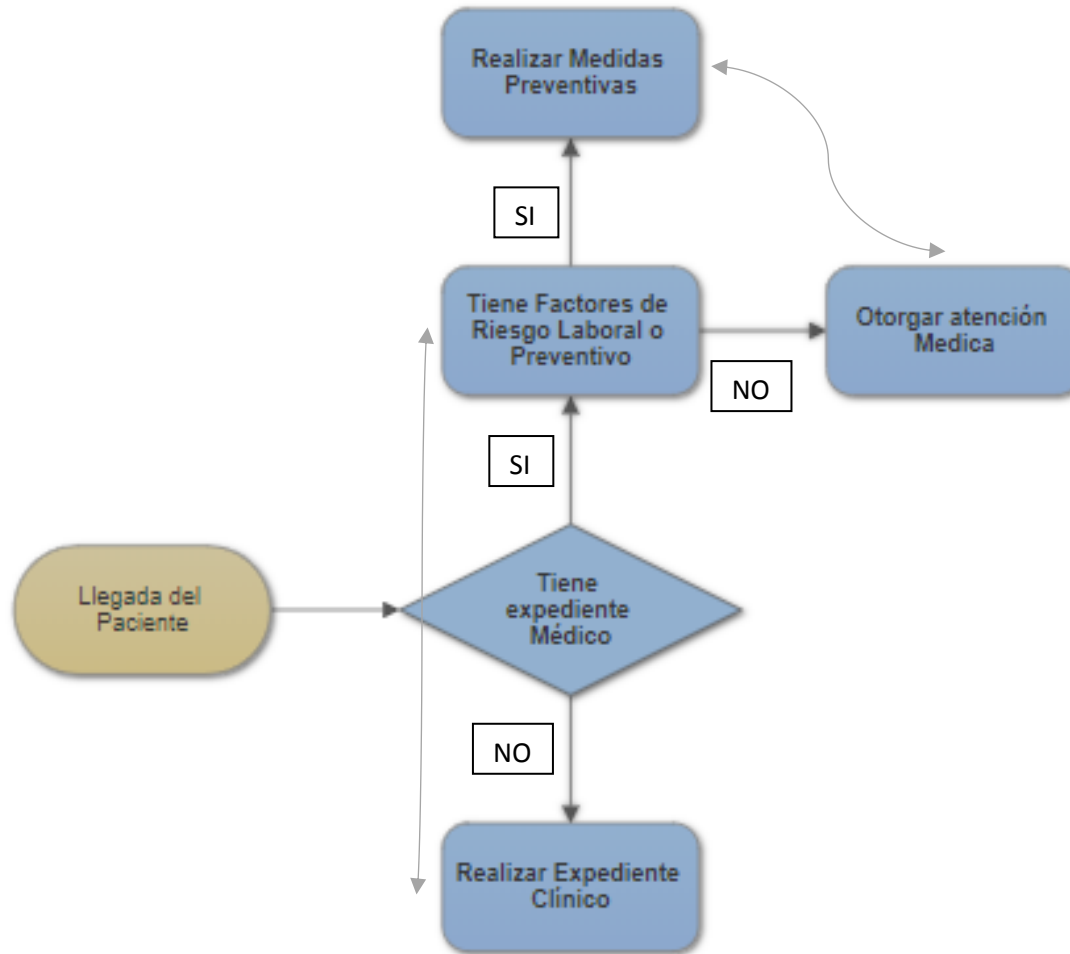 Realizar Medidas
Preventivas
SI
Tiene Factores de
Riesgo Laboral o
Preventivo
Otorgar atención
Medica
NO
SI
Tiene
expediente
Médico
Llegada del
Paciente
NO
Realizar Expediente
Clínico